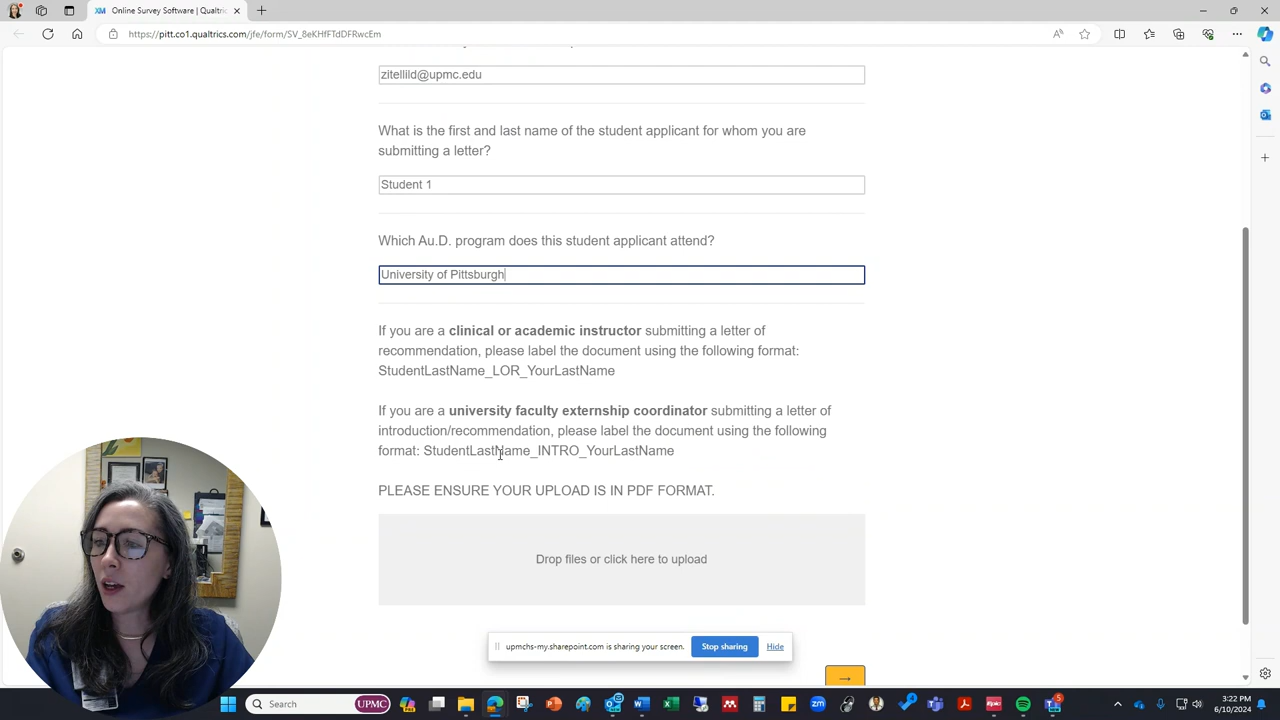 Online Survey Software | Qualtrics
https://pitt.co1.qualtrics.com/jfe/form/SV_8eKHfFTdDFRwcEm
zitellild@upmc.edu
What is the first and last name of the student applicant for whom you are
submitting a letter?
Student 1
Which Au.D. program does this student applicant attend?
University of Pittsburgh
If you are a clinical or academic instructor submitting a letter of
recommendation, please label the document using the following format:
StudentLastName_LOR_YourLastName
If you are a university faculty externship coordinator submitting a letter of
introduction/recommendation, please label the document using the following
format: StudentLastName_INTRO_YourLastName
PLEASE ENSURE YOUR UPLOAD IS IN PDF FORMAT.
Drop files or click here to upload
upmchs-my.sharepoint.com is sharing your screen. Stop sharing Hide
Search UPMC
3:22 PM
6/10/2024